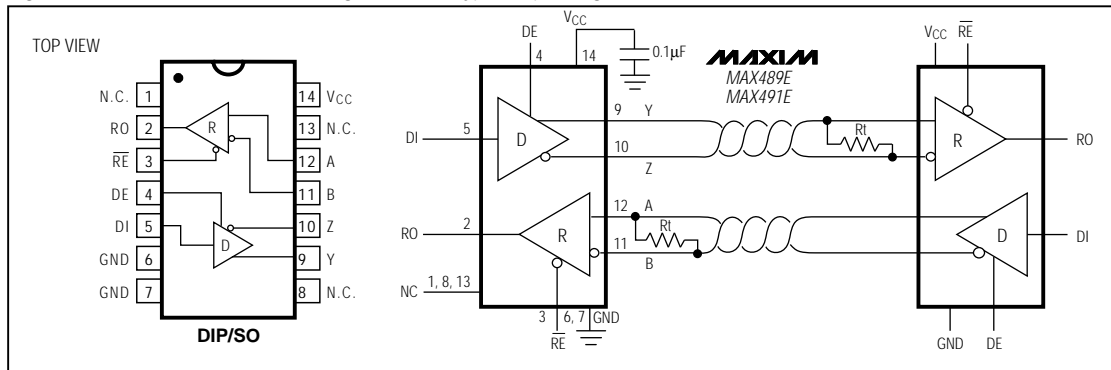 TOP VIEW
N.C. 1
RO 2
RE 3
DE 4
DI 5
GND 6
GND 7
14 VCC
13 N.C.
12 A
11 B
10 Z
9 Y
8 N.C.
R
D
DIP/SO
DE
4
VCC
14
0.1μF
MAXIM
MAX489E
MAX491E
DI 5
D
9 Y
10
Z
RO 2
R
12 A
Rt
11
B
NC 1, 8, 13
3 6, 7 GND
RE
VCC RE
Rt
R
RO
D
DI
GND DE